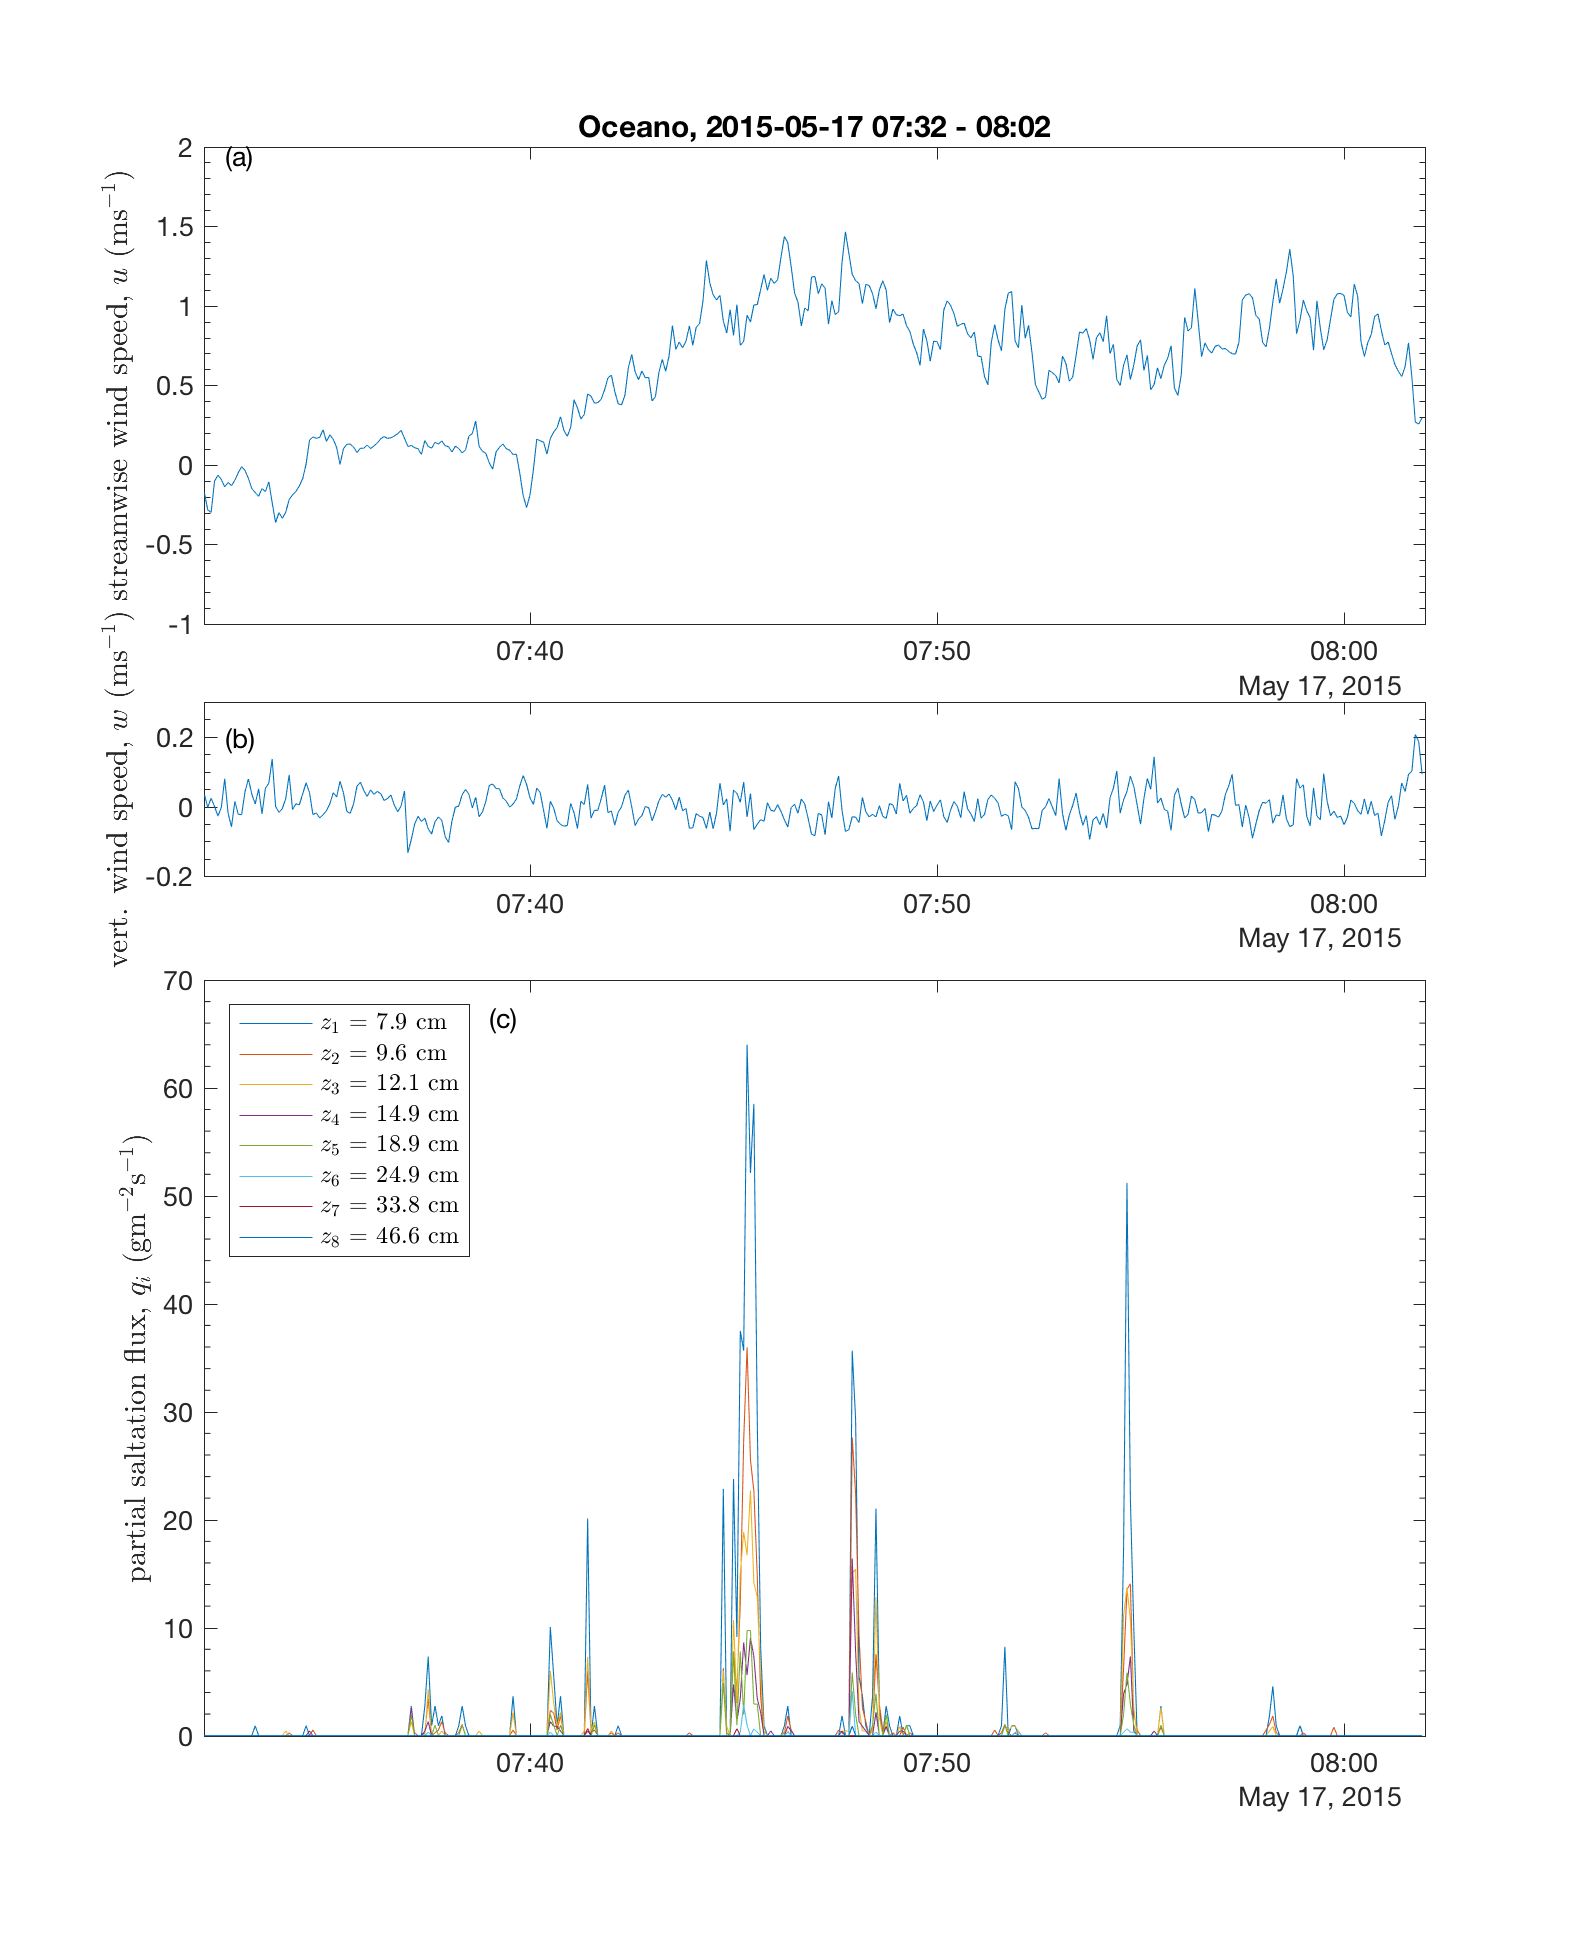 Oceano, 2015-05-17 07:32 - 08:02
(a)
streamwise wind speed, u (ms⁻¹)
2
1.5
1
0.5
0
-0.5
-1
07:40 07:50 08:00
May 17, 2015
(b)
vert. wind speed, w (ms⁻¹)
0.2
0
-0.2
07:40 07:50 08:00
May 17, 2015
(c)
partial saltation flux, qᵢ (gm⁻²s⁻¹)
70
60
50
40
30
20
10
0
z₁ = 7.9 cm
z₂ = 9.6 cm
z₃ = 12.1 cm
z₄ = 14.9 cm
z₅ = 18.9 cm
z₆ = 24.9 cm
z₇ = 33.8 cm
z₈ = 46.6 cm
07:40 07:50 08:00
May 17, 2015